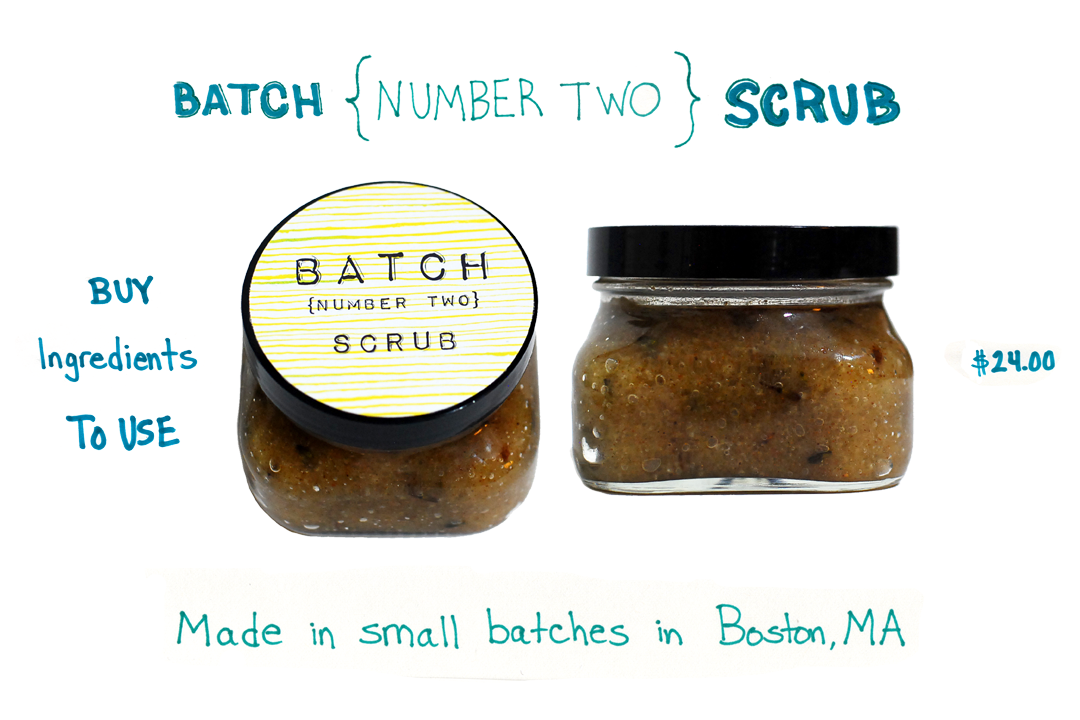 BATCH {NUMBER TWO} SCRUB
BATCH
{NUMBER TWO}
SCRUB
BUY
Ingredients
TO USE
$24.00
Made in small batches in Boston, MA